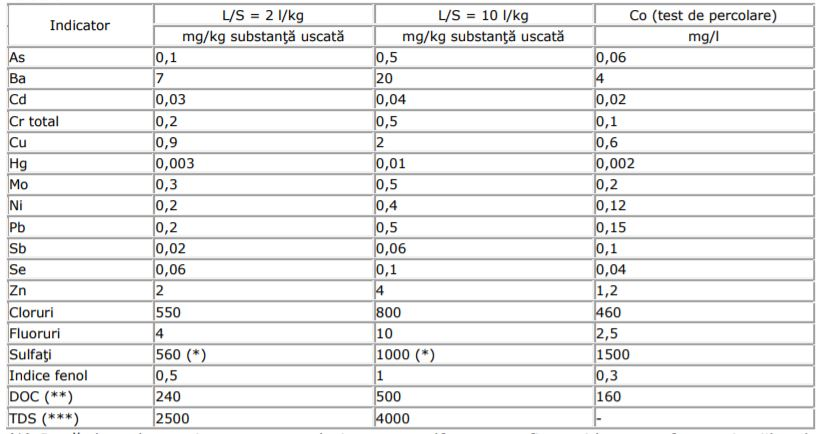 Indicator L/S = 2 l/kg L/S = 10 l/kg Co (test de percolare)
mg/kg substanţă uscată mg/kg substanţă uscată mg/l
As 0,1 0,5 0,06
Ba 7 20 4
Cd 0,03 0,04 0,02
Cr total 0,2 0,5 0,1
Cu 0,9 2 0,6
Hg 0,003 0,01 0,002
Mo 0,3 0,5 0,2
Ni 0,2 0,4 0,12
Pb 0,2 0,5 0,15
Sb 0,02 0,06 0,1
Se 0,06 0,1 0,04
Zn 2 4 1,2
Cloruri 550 800 460
Fluoruri 4 10 2,5
Sulfaţi 560 (*) 1000 (*) 1500
Indice fenol 0,5 1 0,3
DOC (**) 240 500 160
TDS (***) 2500 4000 -